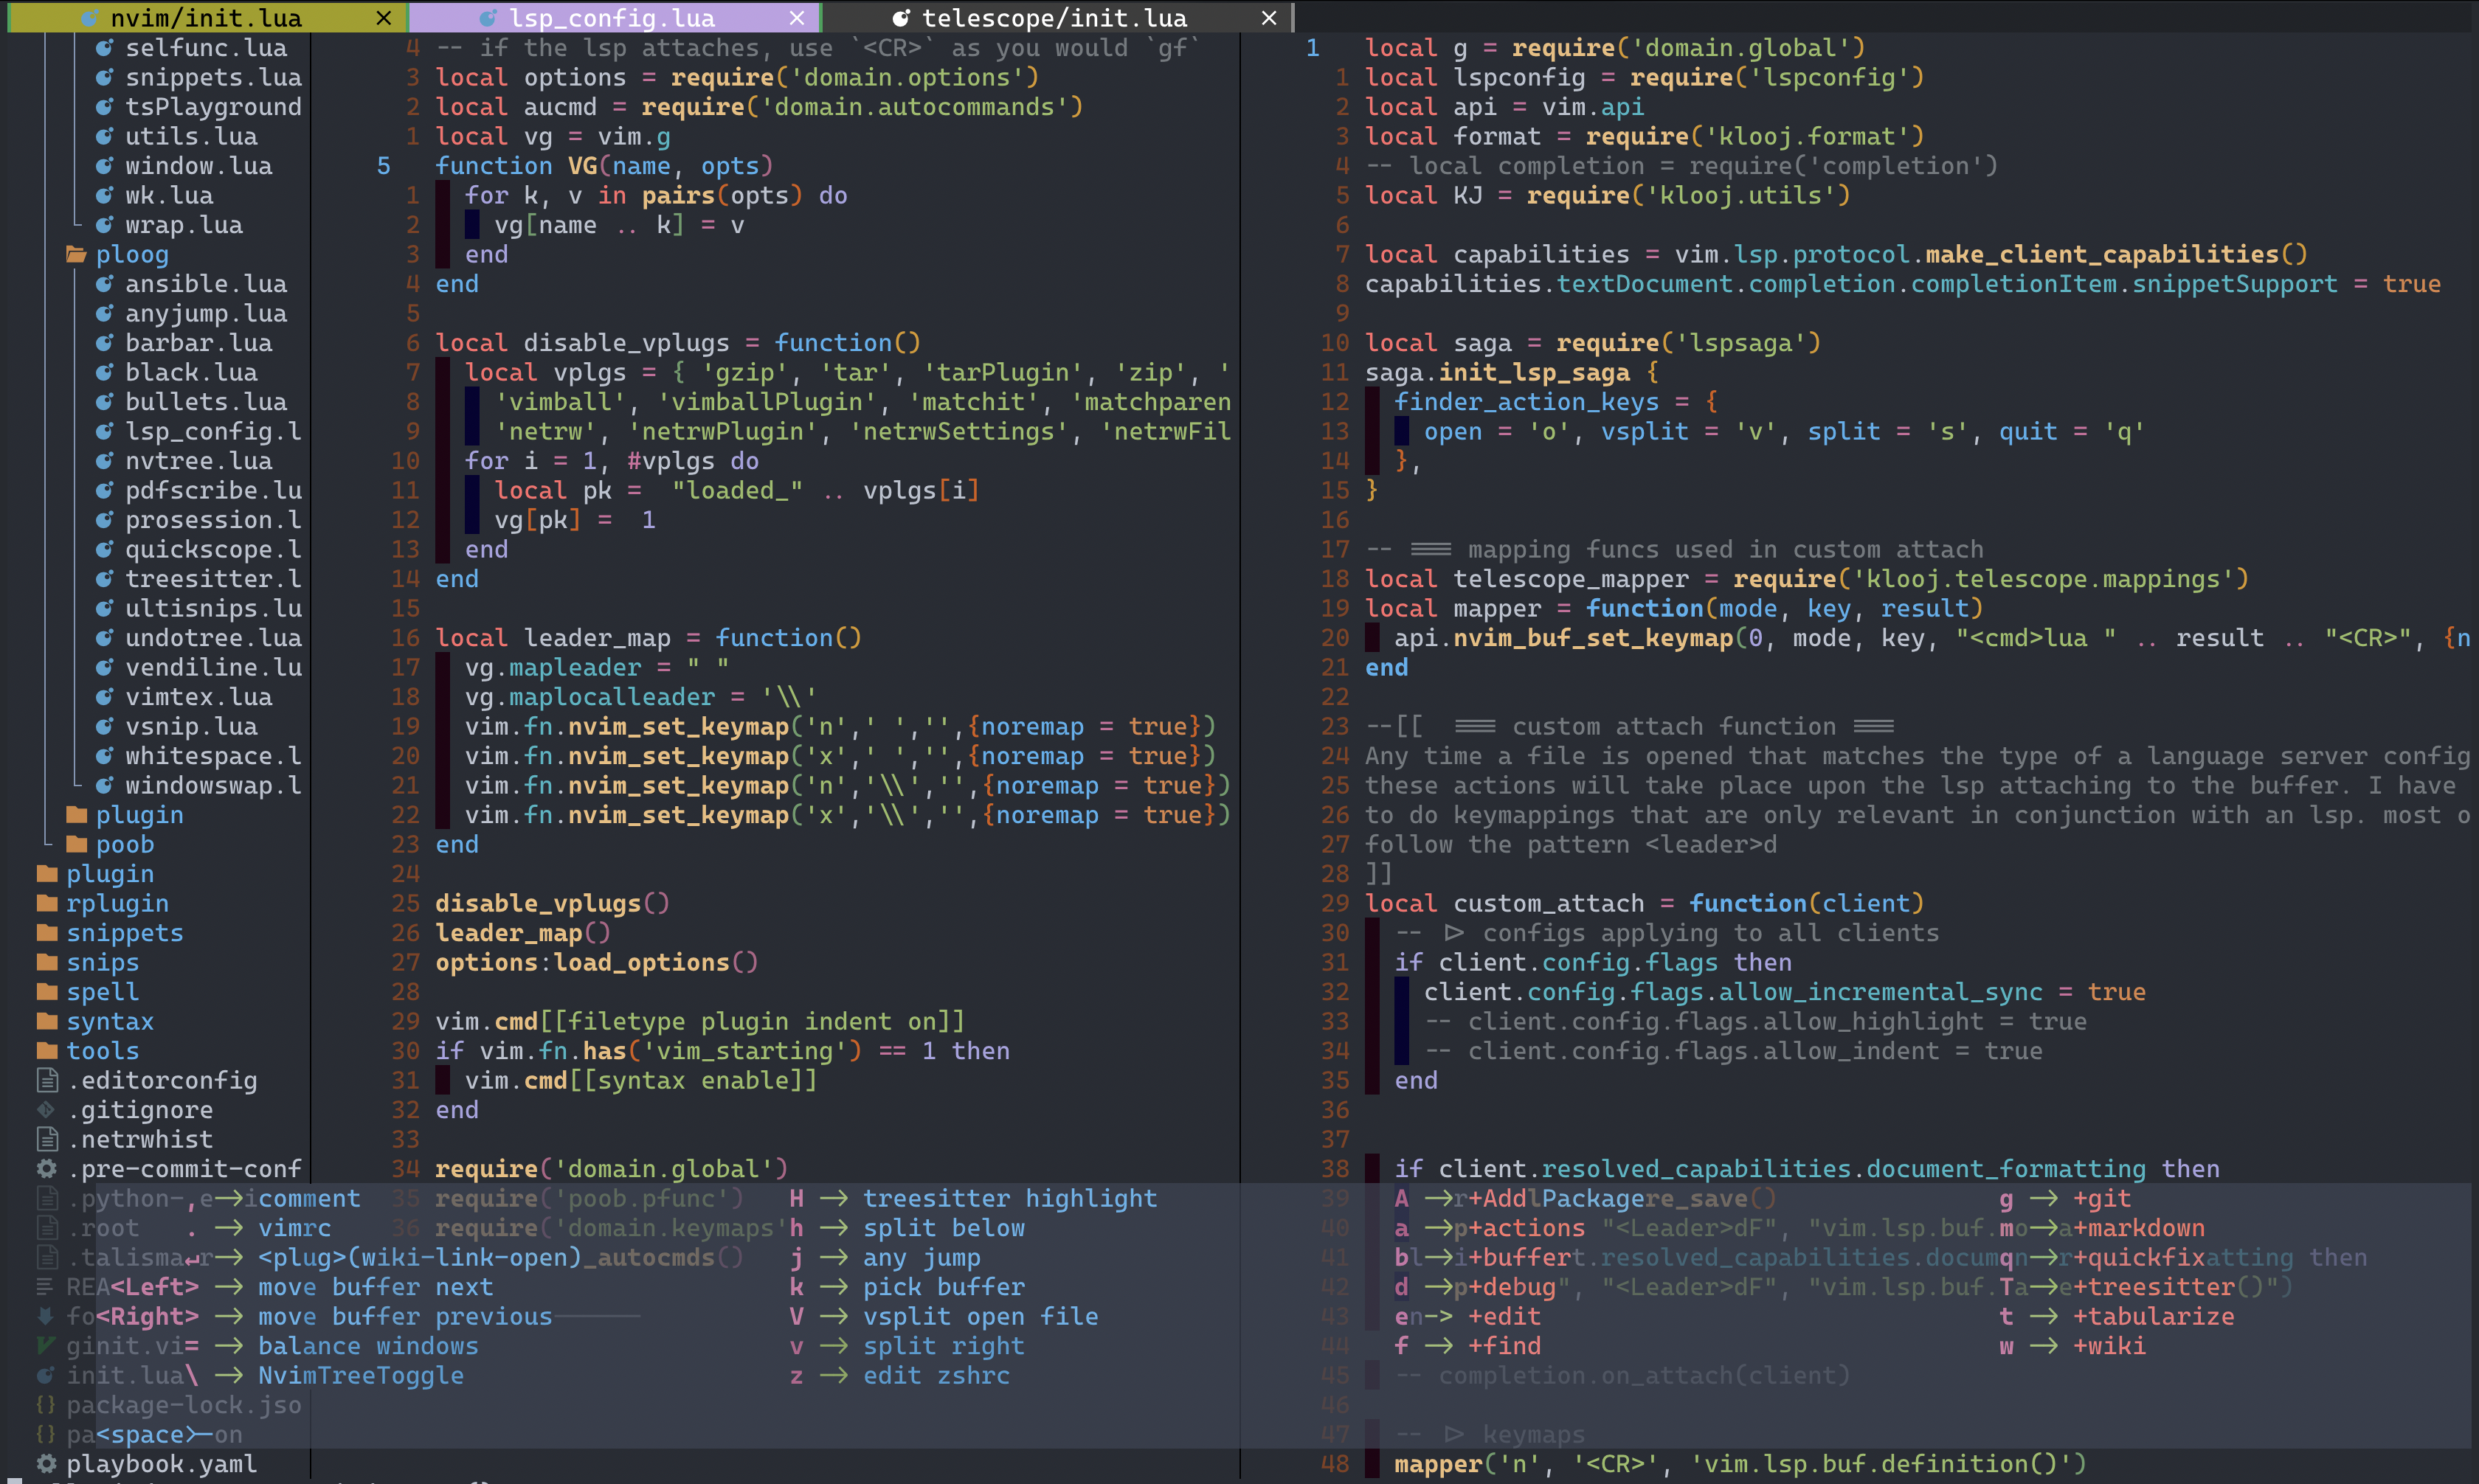 nvim/init.lua × lsp_config.lua × telescope/init.lua ×
selfunc.lua
snippets.lua
tsPlayground
utils.lua
window.lua
wk.lua
wrap.lua
ploog
ansible.lua
anyjump.lua
barbar.lua
black.lua
bullets.lua
lsp_config.l
nvtree.lua
pdfscribe.lu
prosession.l
quickscope.l
treesitter.l
ultisnips.lu
undotree.lua
vendiline.lu
vimtex.lua
vsnip.lua
whitespace.l
windowswap.l
plugin
poob
plugin
rplugin
snippets
snips
spell
syntax
tools
.editorconfig
.gitignore
.netrwhist
.pre-commit-conf
playbook.yaml
4 -- if the lsp attaches, use `<CR>` as you would `gf`
3 local options = require('domain.options')
2 local aucmd = require('domain.autocommands')
1 local vg = vim.g
5 function VG(name, opts)
1 for k, v in pairs(opts) do
2 vg[name .. k] = v
3 end
4 end
5
6 local disable_vplugs = function()
7 local vplgs = { 'gzip', 'tar', 'tarPlugin', 'zip', '
8 'vimball', 'vimballPlugin', 'matchit', 'matchparen
9 'netrw', 'netrwPlugin', 'netrwSettings', 'netrwFil
10 for i = 1, #vplgs do
11 local pk =  "loaded_" .. vplgs[i]
12 vg[pk] =  1
13 end
14 end
15
16 local leader_map = function()
17 vg.mapleader = " "
18 vg.maplocalleader = '\\'
19 vim.fn.nvim_set_keymap('n',' ','',{noremap = true})
20 vim.fn.nvim_set_keymap('x',' ','',{noremap = true})
21 vim.fn.nvim_set_keymap('n','\\','',{noremap = true})
22 vim.fn.nvim_set_keymap('x','\\','',{noremap = true})
23 end
24
25 disable_vplugs()
26 leader_map()
27 options:load_options()
28
29 vim.cmd[[filetype plugin indent on]]
30 if vim.fn.has('vim_starting') == 1 then
31 vim.cmd[[syntax enable]]
32 end
33
34 require('domain.global')
35 require('poob.pfunc')
36 require('domain.keymaps'
1 local g = require('domain.global')
1 local lspconfig = require('lspconfig')
2 local api = vim.api
3 local format = require('klooj.format')
4 -- local completion = require('completion')
5 local KJ = require('klooj.utils')
6
7 local capabilities = vim.lsp.protocol.make_client_capabilities()
8 capabilities.textDocument.completion.completionItem.snippetSupport = true
9
10 local saga = require('lspsaga')
11 saga.init_lsp_saga {
12 finder_action_keys = {
13 open = 'o', vsplit = 'v', split = 's', quit = 'q'
14 },
15 }
16
17 -- === mapping funcs used in custom attach
18 local telescope_mapper = require('klooj.telescope.mappings')
19 local mapper = function(mode, key, result)
20 api.nvim_buf_set_keymap(0, mode, key, "<cmd>lua " .. result .. "<CR>", {n
21 end
22
23 --[[  === custom attach function ===
24 Any time a file is opened that matches the type of a language server config
25 these actions will take place upon the lsp attaching to the buffer. I have
26 to do keymappings that are only relevant in conjunction with an lsp. most o
27 follow the pattern <leader>d
28 ]]
29 local custom_attach = function(client)
30 -- |> configs applying to all clients
31 if client.config.flags then
32 client.config.flags.allow_incremental_sync = true
33 -- client.config.flags.allow_highlight = true
34 -- client.config.flags.allow_indent = true
35 end
36
37
38 if client.resolved_capabilities.document_formatting then
45 -- completion.on_attach(client)
46
47 -- |> keymaps
48 mapper('n', '<CR>', 'vim.lsp.buf.definition()')
, → comment
. → vimrc
↵ → <plug>(wiki-link-open)
<Left> → move buffer next
<Right> → move buffer previous
= → balance windows
\ → NvimTreeToggle
H → treesitter highlight
h → split below
j → any jump
k → pick buffer
V → vsplit open file
v → split right
z → edit zshrc
A → +AddPackage
a → +actions
b → +buffer
d → +debug
e -> +edit
f → +find
g → +git
m → +markdown
q → +quickfix
T → +treesitter
t → +tabularize
w → +wiki
package-lock.jso
<space>